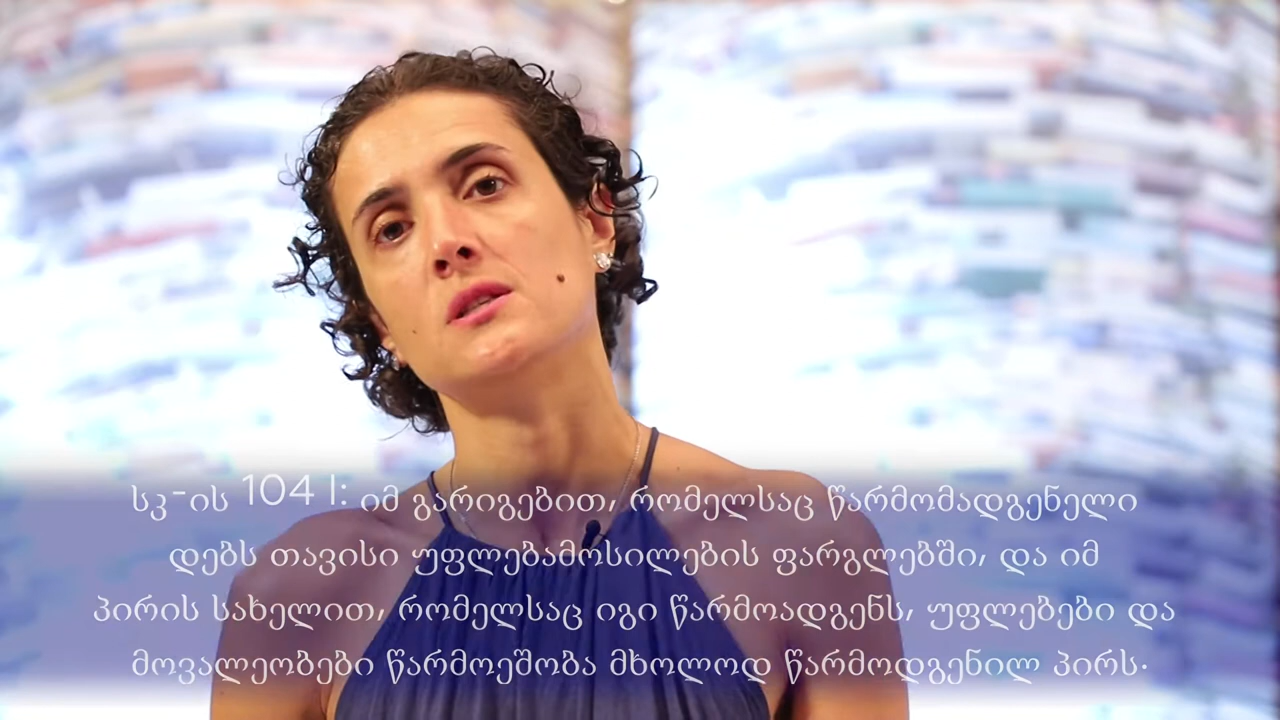 სკ-ის 104 I: იმ გარიგებით, რომელსაც წარმომადგენელი
დებს თავისი უფლებამოსილების ფარგლებში, და იმ
პირის სახელით, რომელსაც იგი წარმოადგენს, უფლებები და
მოვალეობები წარმოეშობა მხოლოდ წარმოდგენილ პირს.